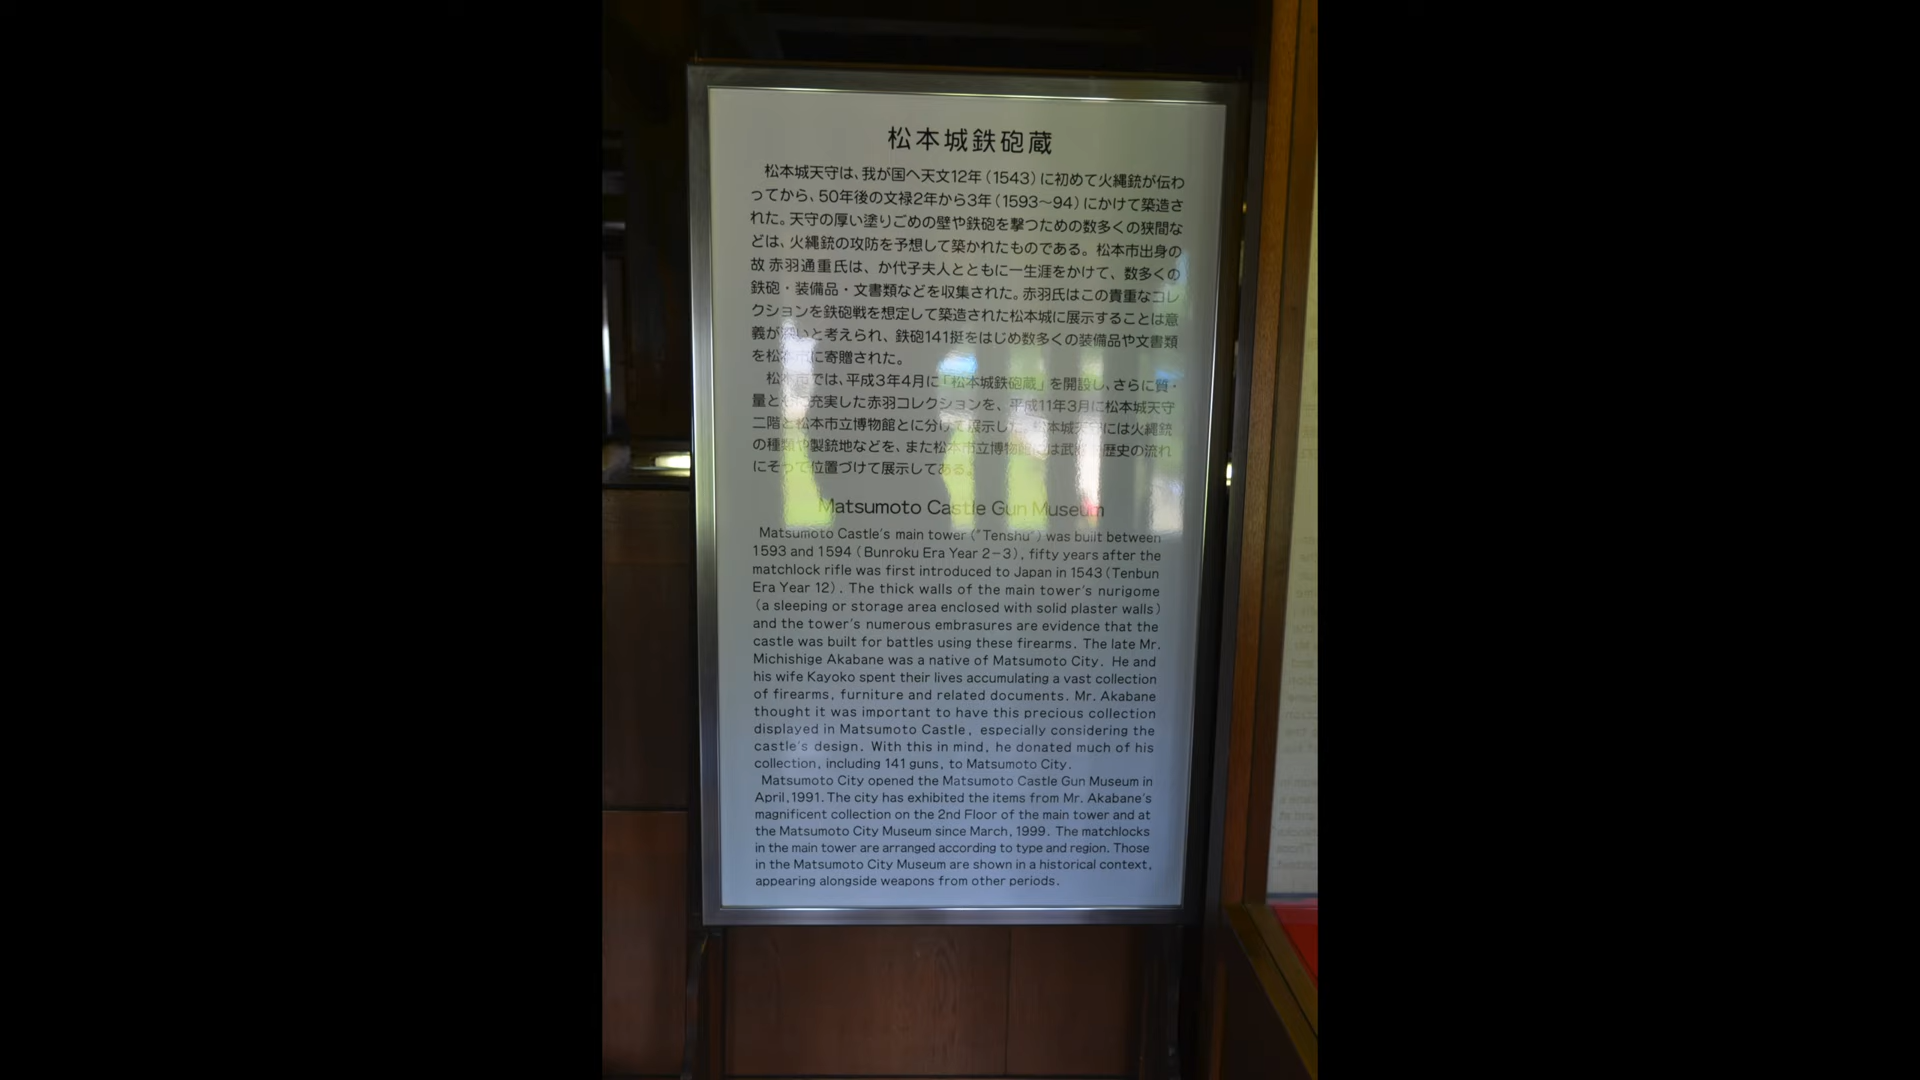 松本城鉄砲蔵
松本城天守は、我が国へ天文12年（1543）に初めて火縄銃が伝わ
ってから、50年後の文禄2年から3年（1593〜94）にかけて築造さ
れた。天守の厚い塗りごめの壁や鉄砲を撃つための数多くの狭間な
どは、火縄銃の攻防を予想して築かれたものである。松本市出身の
故 赤羽通重氏は、か代子夫人とともに一生涯をかけて、数多くの
鉄砲・装備品・文書類などを収集された。赤羽氏はこの貴重なコレ
クションを鉄砲戦を想定して築造された松本城に展示することは意
義が深いと考えられ、鉄砲141挺をはじめ数多くの装備品や文書類
を松本市に寄贈された。
松本市では、平成3年4月に「松本城鉄砲蔵」を開設し、さらに質・
量ともに充実した赤羽コレクションを、平成11年3月に松本城天守
二階と松本市立博物館とに分けて展示した。松本城天守には火縄銃
の種類や製銃地などを、また松本市立博物館には武器の歴史の流れ
にそって位置づけて展示してある。
Matsumoto Castle Gun Museum
Matsumoto Castle's main tower ("Tenshu") was built between
1593 and 1594 (Bunroku Era Year 2-3), fifty years after the
matchlock rifle was first introduced to Japan in 1543 (Tenbun
Era Year 12). The thick walls of the main tower's nurigome
(a sleeping or storage area enclosed with solid plaster walls)
and the tower's numerous embrasures are evidence that the
castle was built for battles using these firearms. The late Mr.
Michishige Akabane was a native of Matsumoto City. He and
his wife Kayoko spent their lives accumulating a vast collection
of firearms, furniture and related documents. Mr. Akabane
thought it was important to have this precious collection
displayed in Matsumoto Castle, especially considering the
castle's design. With this in mind, he donated much of his
collection, including 141 guns, to Matsumoto City.
Matsumoto City opened the Matsumoto Castle Gun Museum in
April,1991. The city has exhibited the items from Mr. Akabane's
magnificent collection on the 2nd Floor of the main tower and at
the Matsumoto City Museum since March, 1999. The matchlocks
in the main tower are arranged according to type and region. Those
in the Matsumoto City Museum are shown in a historical context,
appearing alongside weapons from other periods.